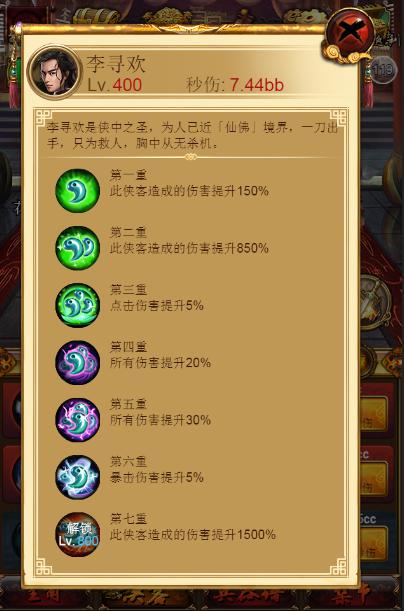 李寻欢
Lv.400 秒伤: 7.44bb
李寻欢是侠中之圣，为人已近「仙佛」境界，一刀出
手，只为救人，胸中从无杀机。
第一重
此侠客造成的伤害提升150%
第二重
此侠客造成的伤害提升850%
第三重
点击伤害提升5%
第四重
所有伤害提升20%
第五重
所有伤害提升30%
第六重
暴击伤害提升5%
第七重
此侠客造成的伤害提升1500%
解锁
Lv.800